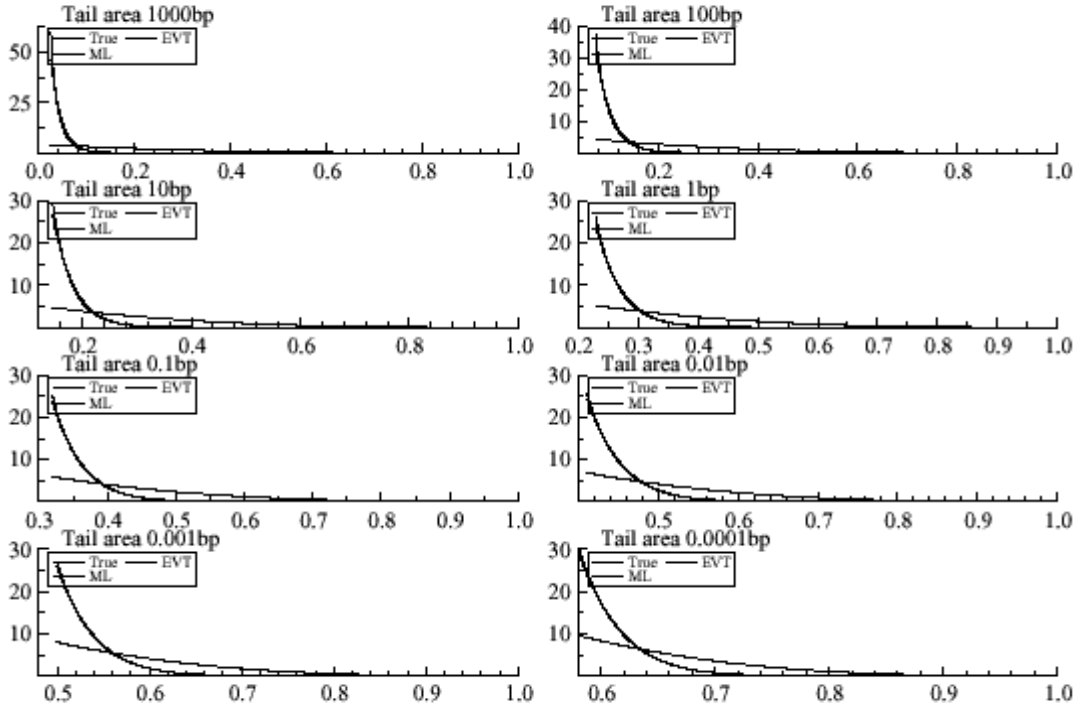 Tail area 1000bp
True EVT
ML
50
25
0.0 0.2 0.4 0.6 0.8 1.0
Tail area 100bp
True EVT
ML
40
30
20
10
0.2 0.4 0.6 0.8 1.0
Tail area 10bp
True EVT
ML
30
20
10
0.2 0.4 0.6 0.8 1.0
Tail area 1bp
True EVT
ML
30
20
10
0.2 0.3 0.4 0.5 0.6 0.7 0.8 0.9 1.0
Tail area 0.1bp
True EVT
ML
30
20
10
0.3 0.4 0.5 0.6 0.7 0.8 0.9 1.0
Tail area 0.01bp
True EVT
ML
30
20
10
0.5 0.6 0.7 0.8 0.9 1.0
Tail area 0.001bp
True EVT
ML
30
20
10
0.5 0.6 0.7 0.8 0.9 1.0
Tail area 0.0001bp
True EVT
ML
30
20
10
0.6 0.7 0.8 0.9 1.0